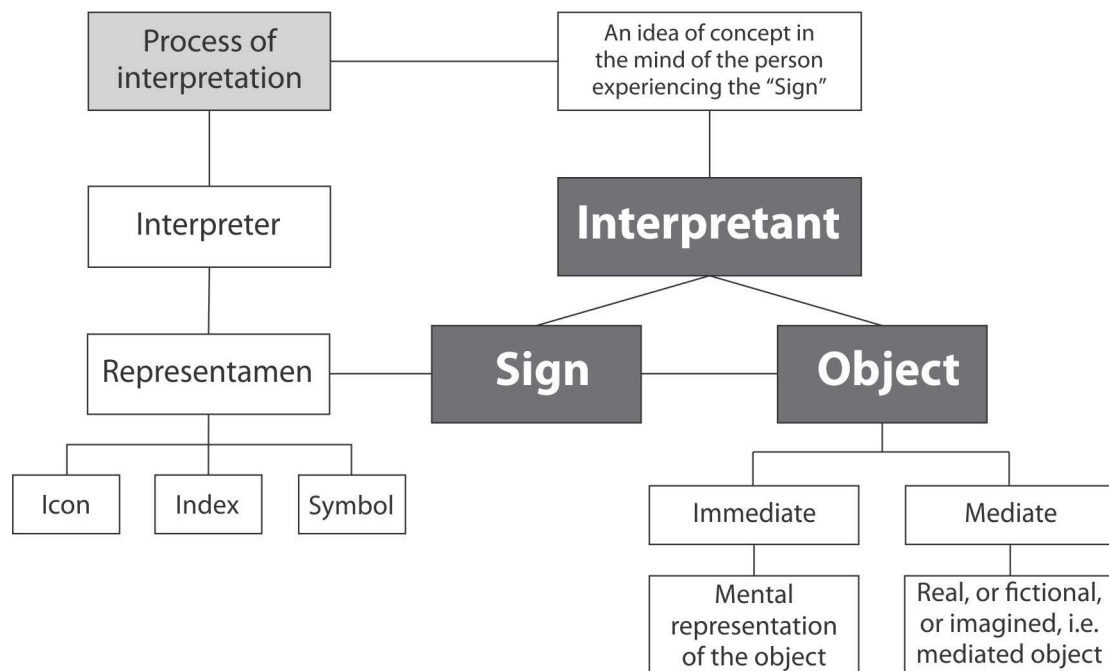 Process of
interpretation
An idea of concept in
the mind of the person
experiencing the “Sign”
Interpreter
Interpretant
Representamen
Sign
Object
Icon
Index
Symbol
Immediate
Mediate
Mental
representation
of the object
Real, or fictional,
or imagined, i.e.
mediated object